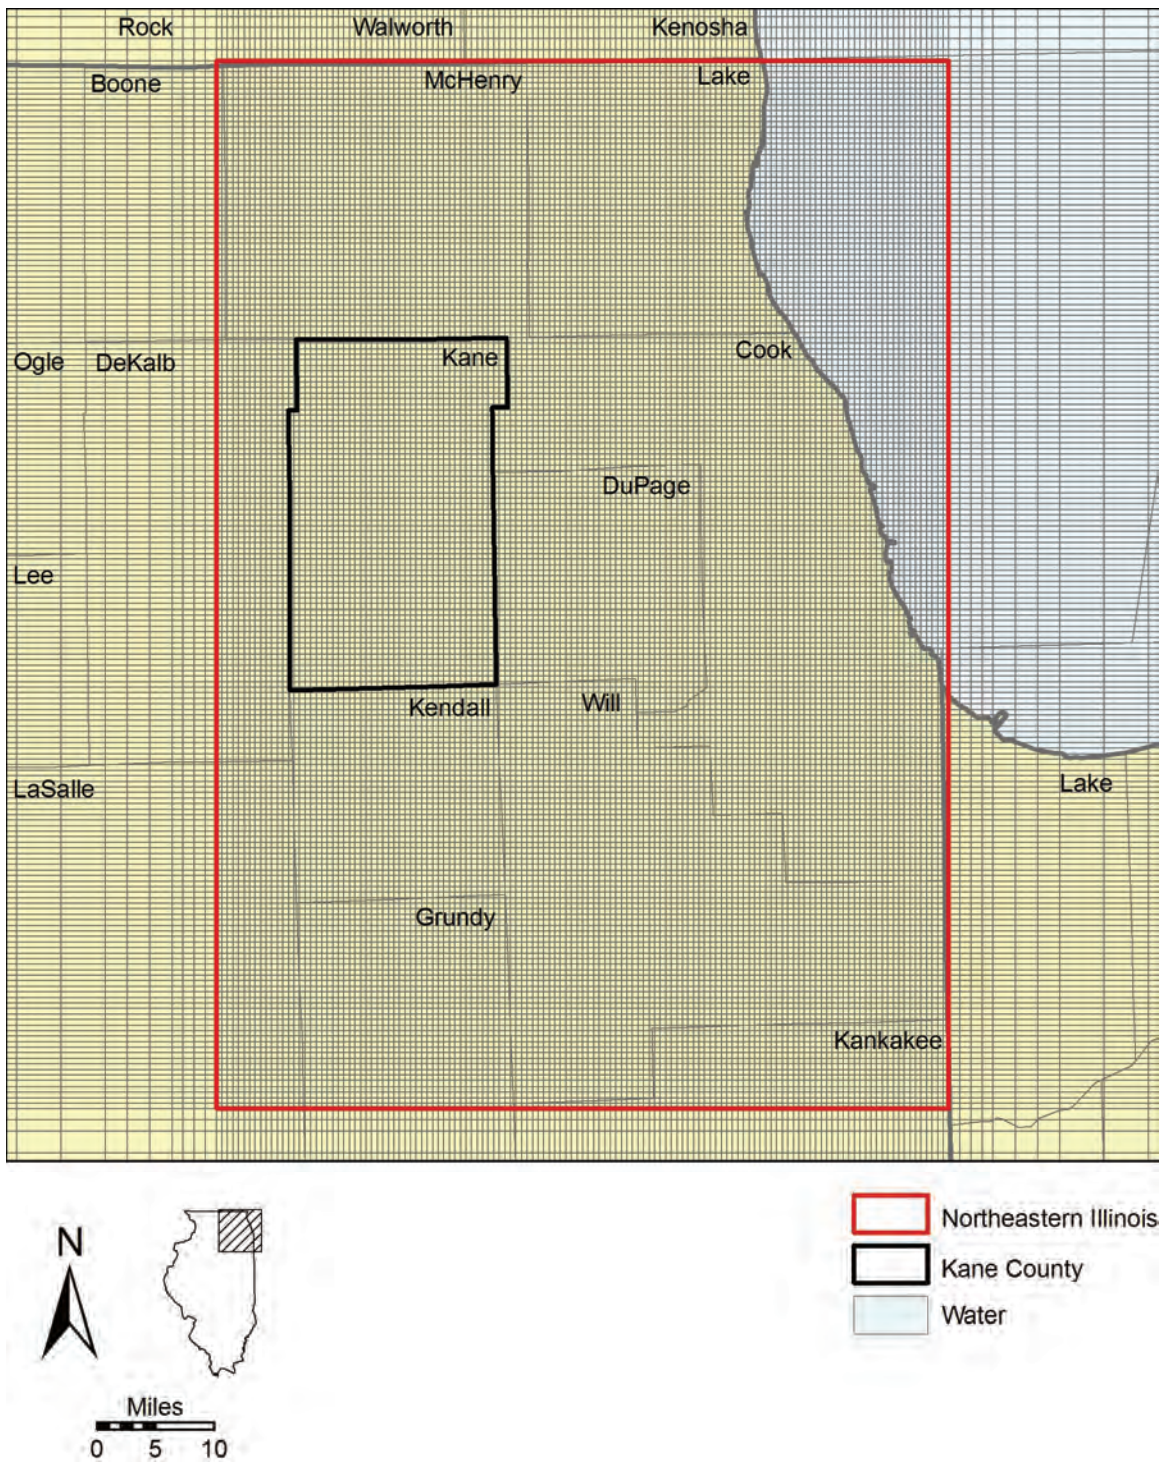 Rock Walworth Kenosha
Boone McHenry Lake
Ogle DeKalb Kane Cook
DuPage
Lee
Kendall Will
LaSalle Lake
Grundy
Kankakee
N
Northeastern Illinois
Kane County
Water
Miles
0 5 10